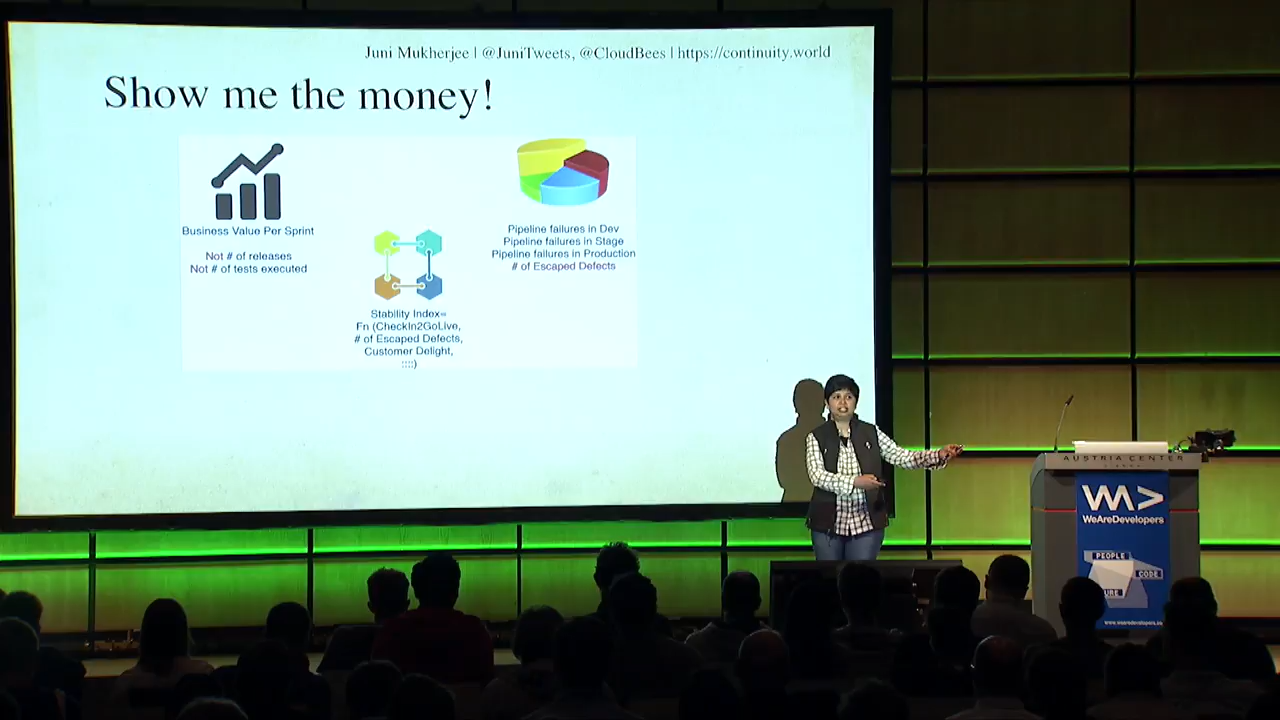 Juni Mukherjee | @JuniTweets, @CloudBees | https://continuity.world
Show me the money!
Business Value Per Sprint
Not # of releases
Not # of tests executed
Stability Index=
Fn (CheckIn2GoLive,
# of Escaped Defects,
Customer Delight,
::::)
Pipeline failures in Dev
Pipeline failures in Stage
Pipeline failures in Production
# of Escaped Defects
AUSTRIA CENTER
WeAreDevelopers
PEOPLE
CODE